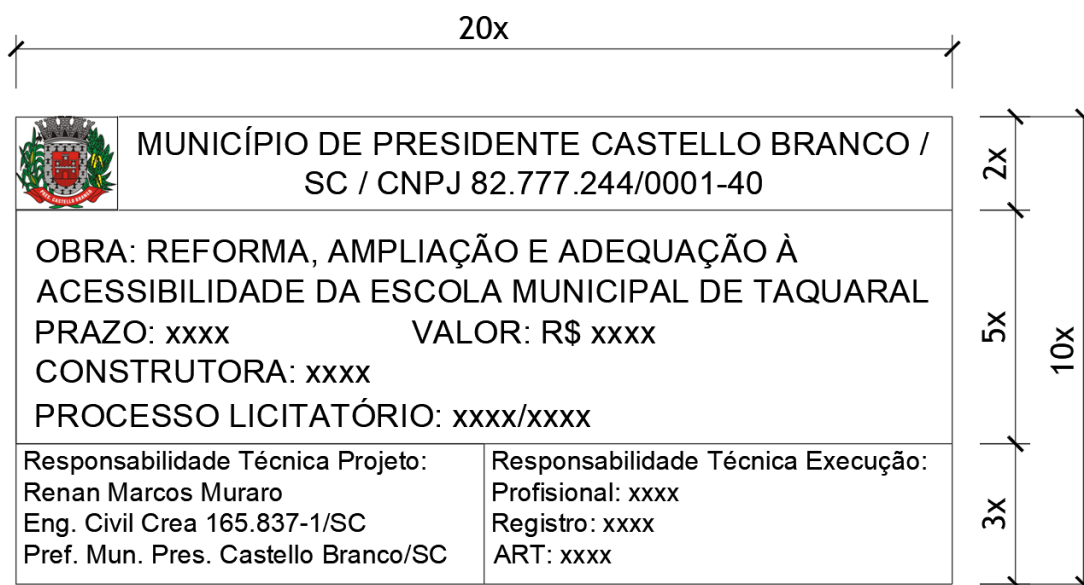 20x
MUNICÍPIO DE PRESIDENTE CASTELLO BRANCO /
SC / CNPJ 82.777.244/0001-40
2x
PRES. CASTELLO BRANCO
OBRA: REFORMA, AMPLIAÇÃO E ADEQUAÇÃO À
ACESSIBILIDADE DA ESCOLA MUNICIPAL DE TAQUARAL
PRAZO: xxxx VALOR: R$ xxxx
CONSTRUTORA: xxxx
PROCESSO LICITATÓRIO: xxxx/xxxx
5x
10x
Responsabilidade Técnica Projeto:
Renan Marcos Muraro
Eng. Civil Crea 165.837-1/SC
Pref. Mun. Pres. Castello Branco/SC
Responsabilidade Técnica Execução:
Profisional: xxxx
Registro: xxxx
ART: xxxx
3x